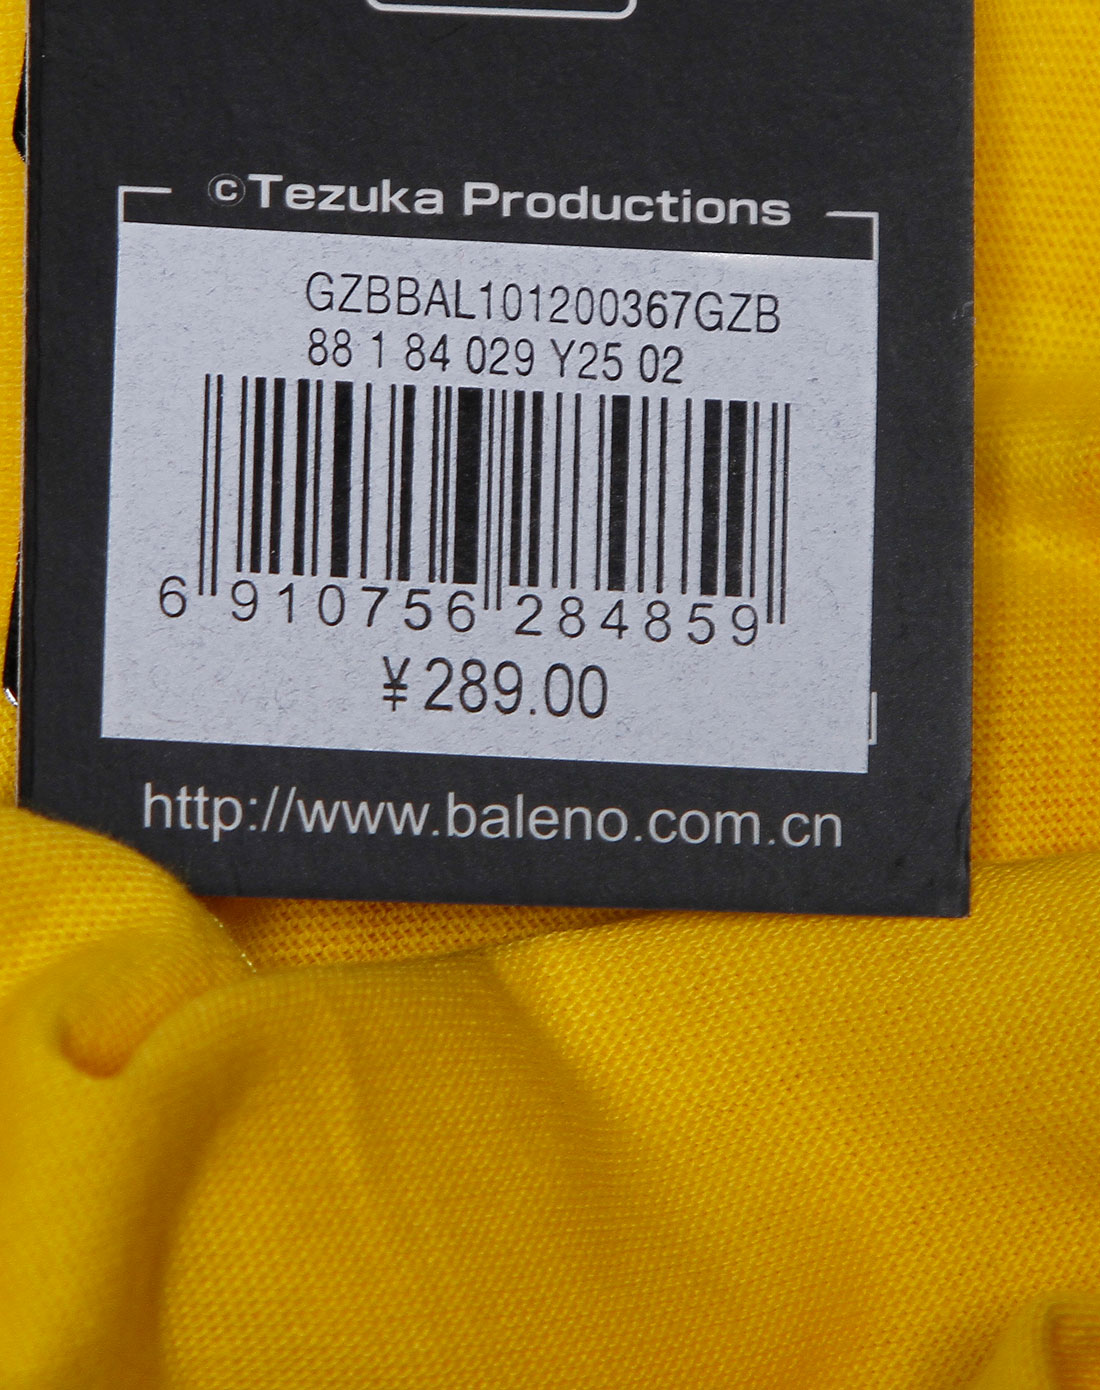 ©Tezuka Productions
GZBBAL101200367GZB
88 1 84 029 Y25 02
6 910756 284859
¥289.00
http://www.baleno.com.cn